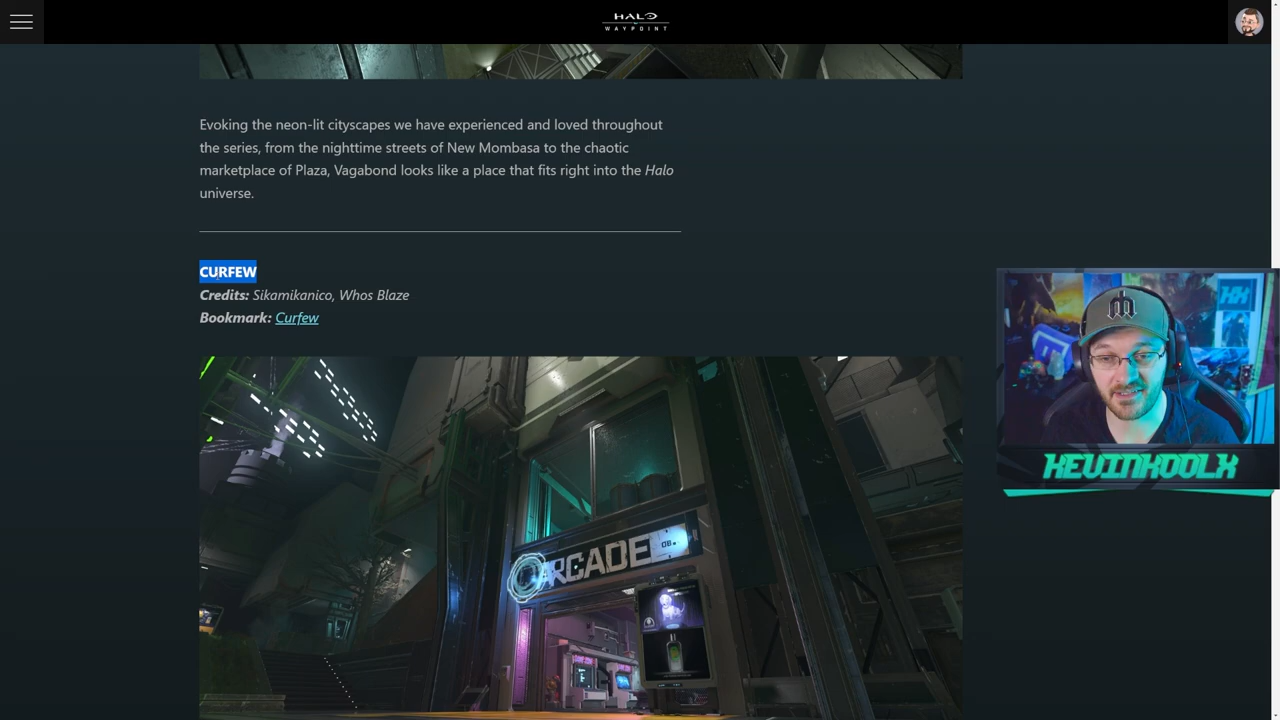 HALO
WAYPOINT
Evoking the neon-lit cityscapes we have experienced and loved throughout
the series, from the nighttime streets of New Mombasa to the chaotic
marketplace of Plaza, Vagabond looks like a place that fits right into the Halo
universe.
CURFEW
Credits: Sikamikanico, Whos Blaze
Bookmark: Curfew
ARCADE
08
KEVINKOOLX